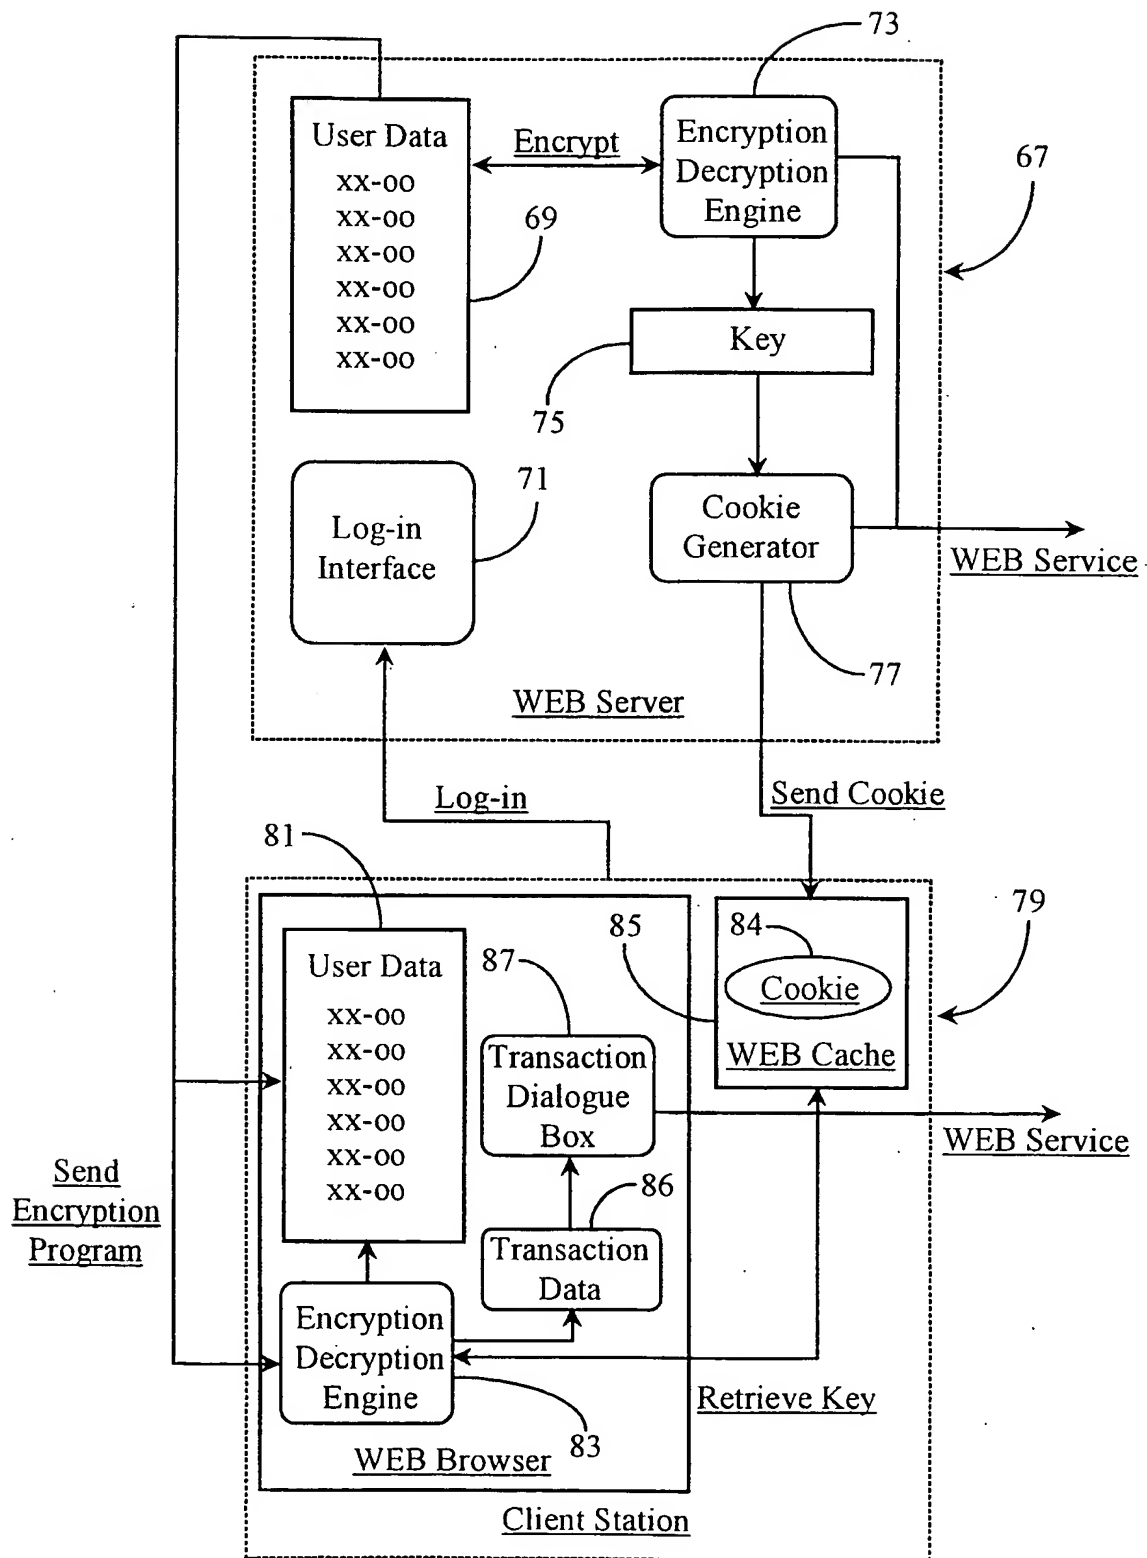 73
User Data
xx-oo
xx-oo
xx-oo
xx-oo
xx-oo
xx-oo
Encrypt
Encryption
Decryption
Engine
69
67
Key
75
71
Log-in
Interface
Cookie
Generator
WEB Service
77
WEB Server
Log-in
Send Cookie
81
79
User Data
xx-oo
xx-oo
xx-oo
xx-oo
xx-oo
xx-oo
87
Transaction
Dialogue
Box
85
84
Cookie
WEB Cache
WEB Service
Send
Encryption
Program
86
Transaction
Data
Encryption
Decryption
Engine
Retrieve Key
83
WEB Browser
Client Station